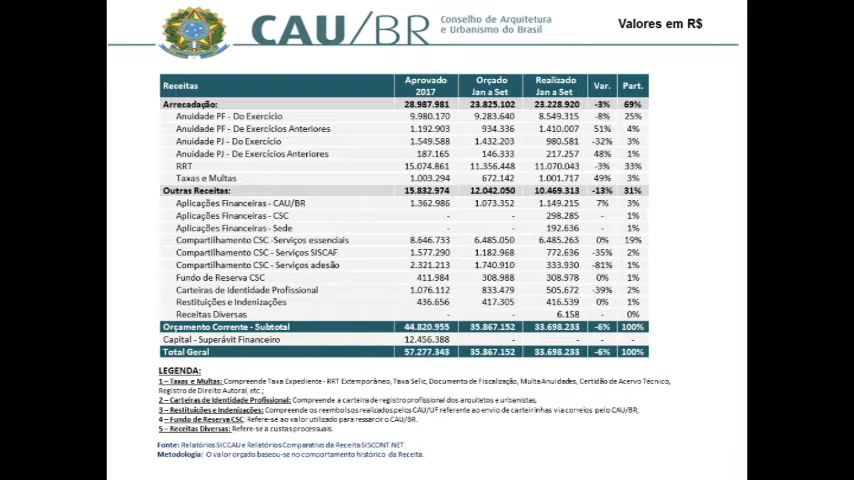 CAU/BR
Conselho de Arquitetura
e Urbanismo do Brasil
Valores em R$
Receitas Aprovado 2017 Orçado Jan a Set Realizado Jan a Set Var. Part.
Arrecadação: 28.987.981 23.825.102 23.228.920 -3% 69%
Anuidade PF - Do Exercício 9.980.170 9.283.640 8.549.315 -8% 25%
Anuidade PF - De Exercícios Anteriores 1.192.903 934.336 1.410.007 51% 4%
Anuidade PJ - Do Exercício 1.549.588 1.432.203 980.581 -32% 3%
Anuidade PJ - De Exercícios Anteriores 187.165 146.333 217.257 48% 1%
RRT 15.074.861 11.356.448 11.070.043 -3% 33%
Taxas e Multas 1.003.294 672.142 1.001.717 49% 3%
Outras Receitas: 15.832.974 12.042.050 10.469.313 -13% 31%
Aplicações Financeiras - CAU/BR 1.362.986 1.073.352 1.149.215 7% 3%
Aplicações Financeiras - CSC - - 298.285 - 1%
Aplicações Financeiras - Sede - - 192.636 - 1%
Compartilhamento CSC -Serviços essenciais 8.646.733 6.485.050 6.485.263 0% 19%
Compartilhamento CSC - Serviços SISCAF 1.577.290 1.182.968 772.636 -35% 2%
Compartilhamento CSC - Serviços adesão 2.321.213 1.740.910 333.930 -81% 1%
Fundo de Reserva CSC 411.984 308.988 308.978 0% 1%
Carteiras de Identidade Profissional 1.076.112 833.479 505.672 -39% 2%
Restituições e Indenizações 436.656 417.305 416.539 0% 1%
Receitas Diversas - - 6.158 - 0%
Orçamento Corrente - Subtotal 44.820.955 35.867.152 33.698.233 -6% 100%
Capital - Superávit Financeiro 12.456.388 - - - -
Total Geral 57.277.343 35.867.152 33.698.233 -6% 100%
LEGENDA:
1 – Taxas e Multas: Compreende Taxa Expediente - RRT Extemporâneo, Taxa Selic, Documento de Fiscalização, Multa Anuidades, Certidão de Acervo Técnico,
Registro de Direito Autoral, etc.;
2 – Carteiras de Identidade Profissional: Compreende a carteira de registro profissional dos arquitetos e urbanistas;
3 – Restituições e Indenizações: Compreende os reembolsos realizados pelos CAU/UF referente ao envio de carteirinhas via correios pelo CAU/BR;
4 – Fundo de Reserva CSC: Refere-se ao valor utilizado para ressarcir o CAU/BR.
5 – Receitas Diversas: Refere-se a custas processuais.
Fonte: Relatórios SICCAU e Relatórios Comparativo da Receita SISCONT.NET.
Metodologia: O valor orçado baseou-se no comportamento histórico da Receita.